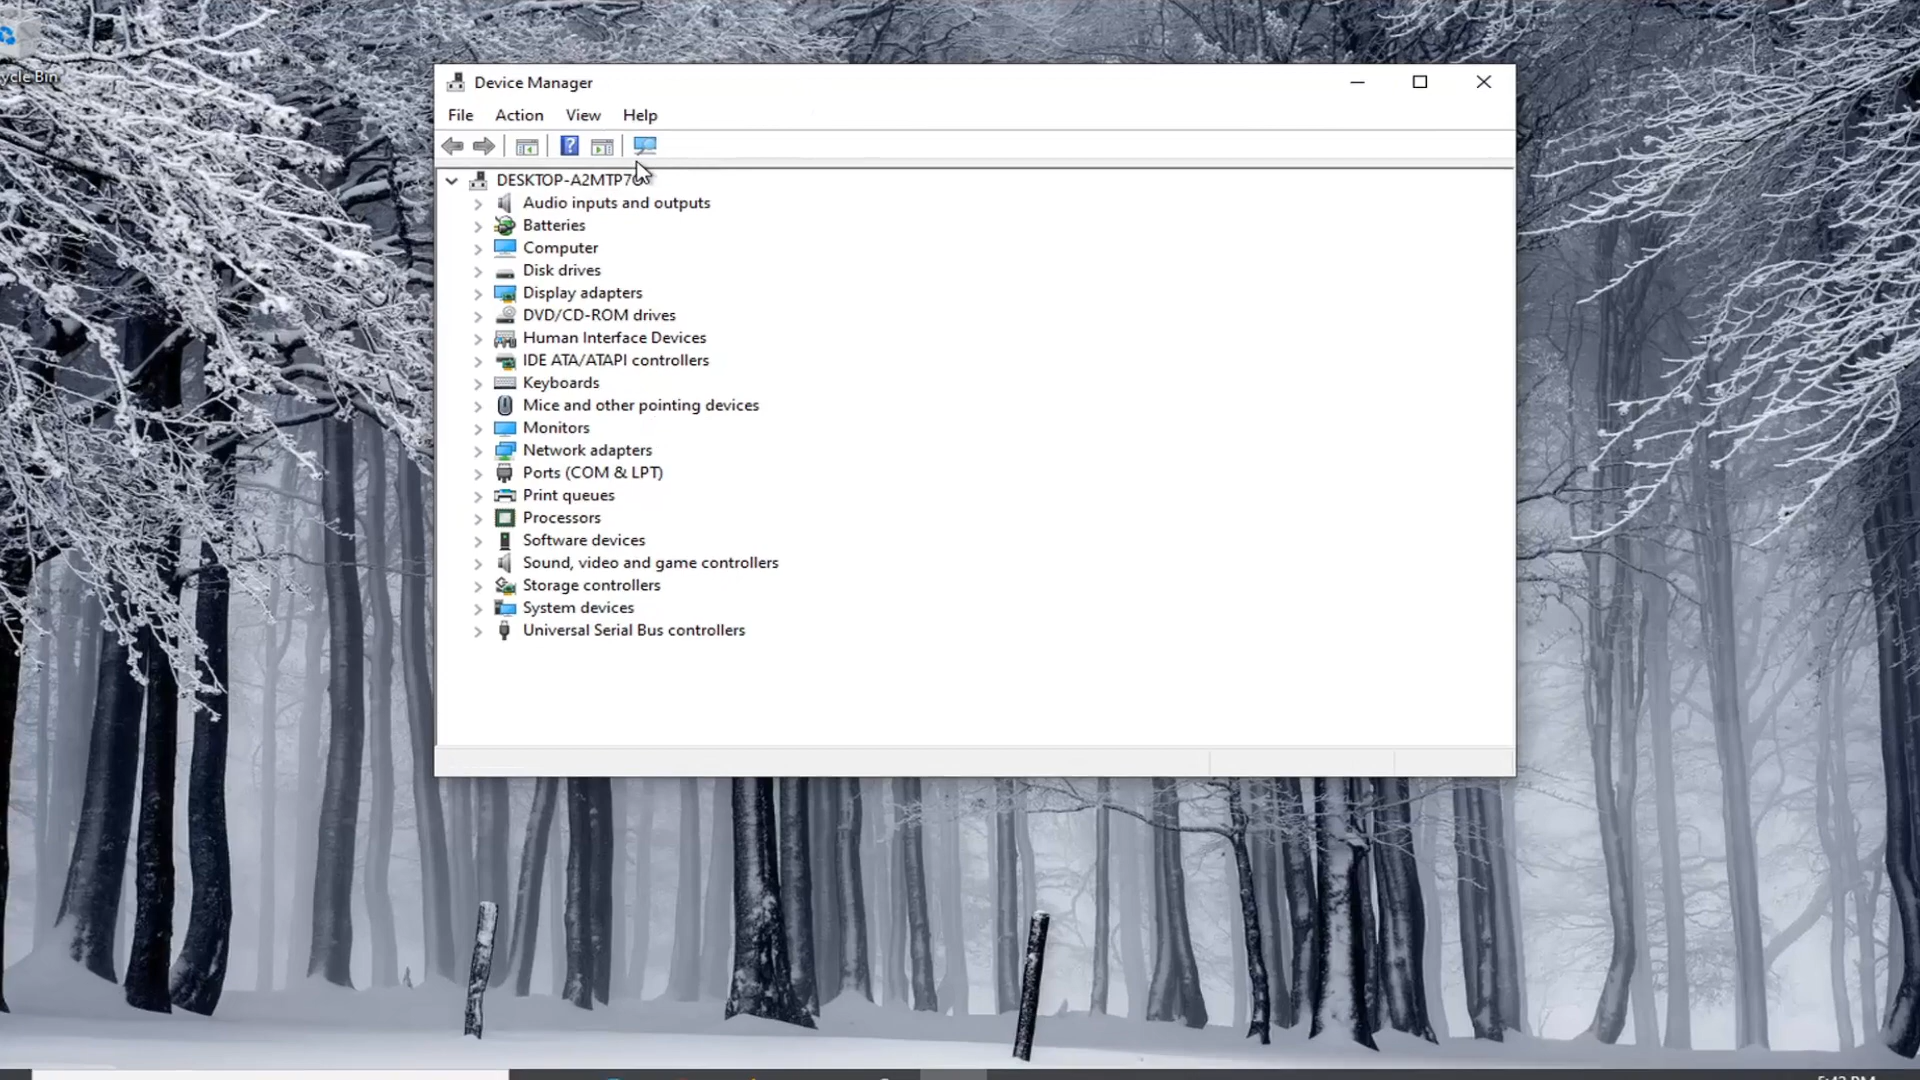 ycle Bin
Device Manager
File Action View Help
DESKTOP-A2MTP7
Audio inputs and outputs
Batteries
Computer
Disk drives
Display adapters
DVD/CD-ROM drives
Human Interface Devices
IDE ATA/ATAPI controllers
Keyboards
Mice and other pointing devices
Monitors
Network adapters
Ports (COM & LPT)
Print queues
Processors
Software devices
Sound, video and game controllers
Storage controllers
System devices
Universal Serial Bus controllers